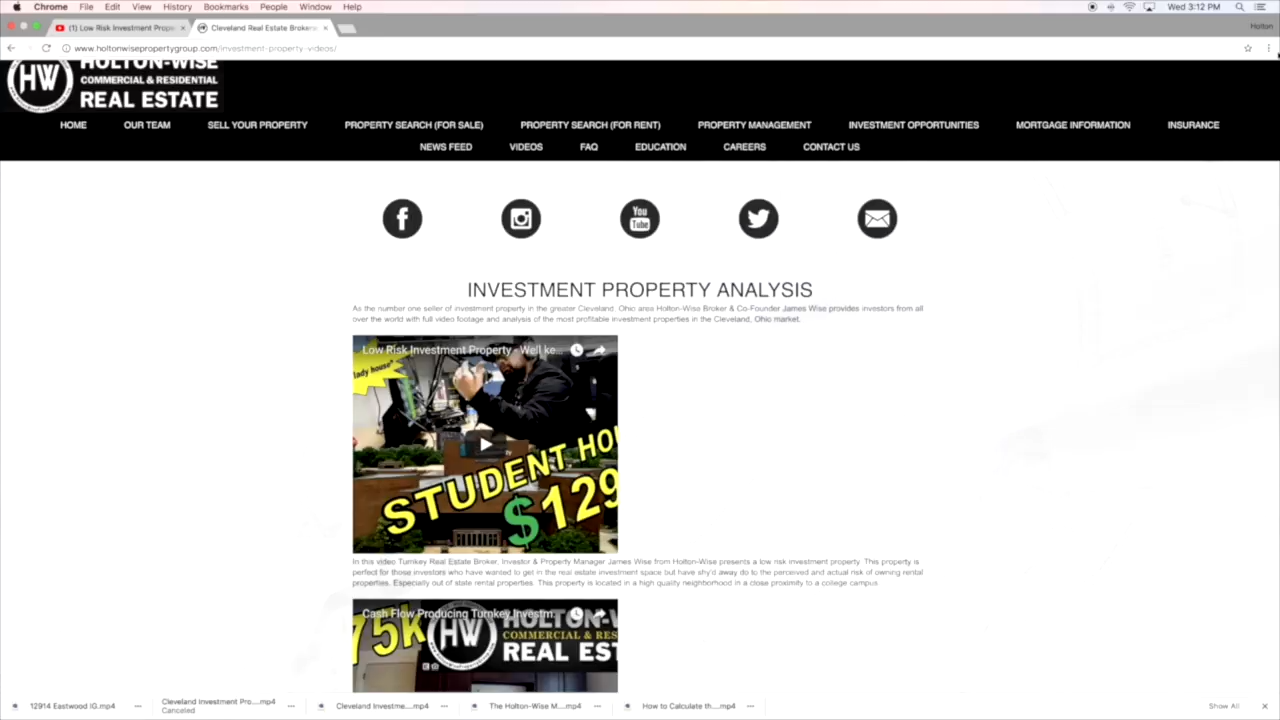 Chrome File Edit View History Bookmarks People Window Help Wed 3:12 PM
(1) Low Risk Investment Prope Cleveland Real Estate Brokers Holton
www.holtonwisepropertygroup.com/investment-property-videos/
HW HOLTON-WISE
COMMERCIAL & RESIDENTIAL
REAL ESTATE
HOME OUR TEAM SELL YOUR PROPERTY PROPERTY SEARCH (FOR SALE) PROPERTY SEARCH (FOR RENT) PROPERTY MANAGEMENT INVESTMENT OPPORTUNITIES MORTGAGE INFORMATION INSURANCE
NEWS FEED VIDEOS FAQ EDUCATION CAREERS CONTACT US
You Tube
INVESTMENT PROPERTY ANALYSIS
As the number one seller of investment property in the greater Cleveland, Ohio area Holton-Wise Broker & Co-Founder James Wise provides investors from all
over the world with full video footage and analysis of the most profitable investment properties in the Cleveland, Ohio market.
Low Risk Investment Property - Well ke...
lady house"
STUDENT HOU
$129
In this video Turnkey Real Estate Broker, Investor & Property Manager James Wise from Holton-Wise presents a low risk investment property. This property is
perfect for those investors who have wanted to get in the real estate investment space but have shy'd away do to the perceived and actual risk of owning rental
properties. Especially out of state rental properties. This property is located in a high quality neighborhood in a close proximity to a college campus
Cash Flow Producing Turnkey Investm...
75k HW HOLTON-W
COMMERCIAL & RES
REAL EST
12914 Eastwood IG.mp4 Cleveland Investment Pro....mp4 Cleveland Investme....mp4 The Holton-Wise M....mp4 How to Calculate th....mp4 Show All
Canceled